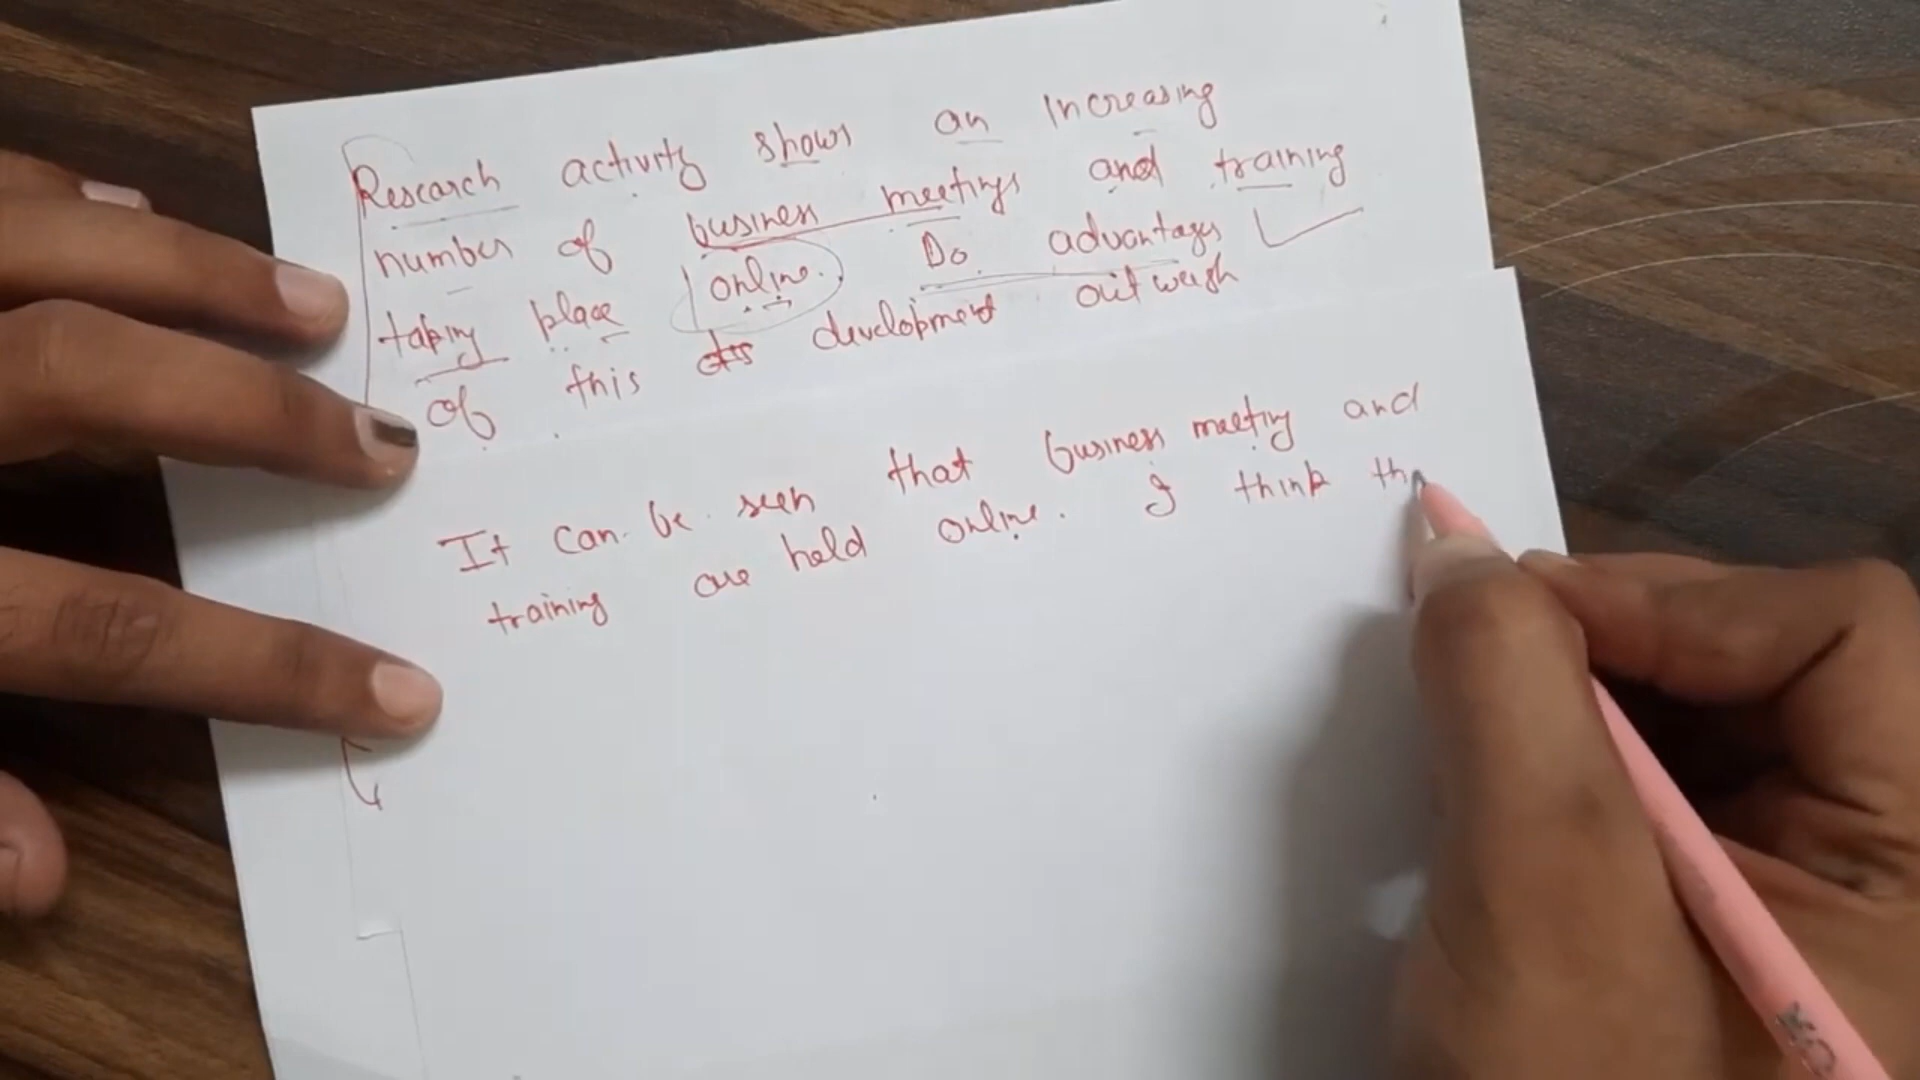 Research activity shows an increasing
number of business meetings and training
taking place online. Do advantages
of this development outweigh
It can be seen that business meeting and
training are held online. I think th
KO